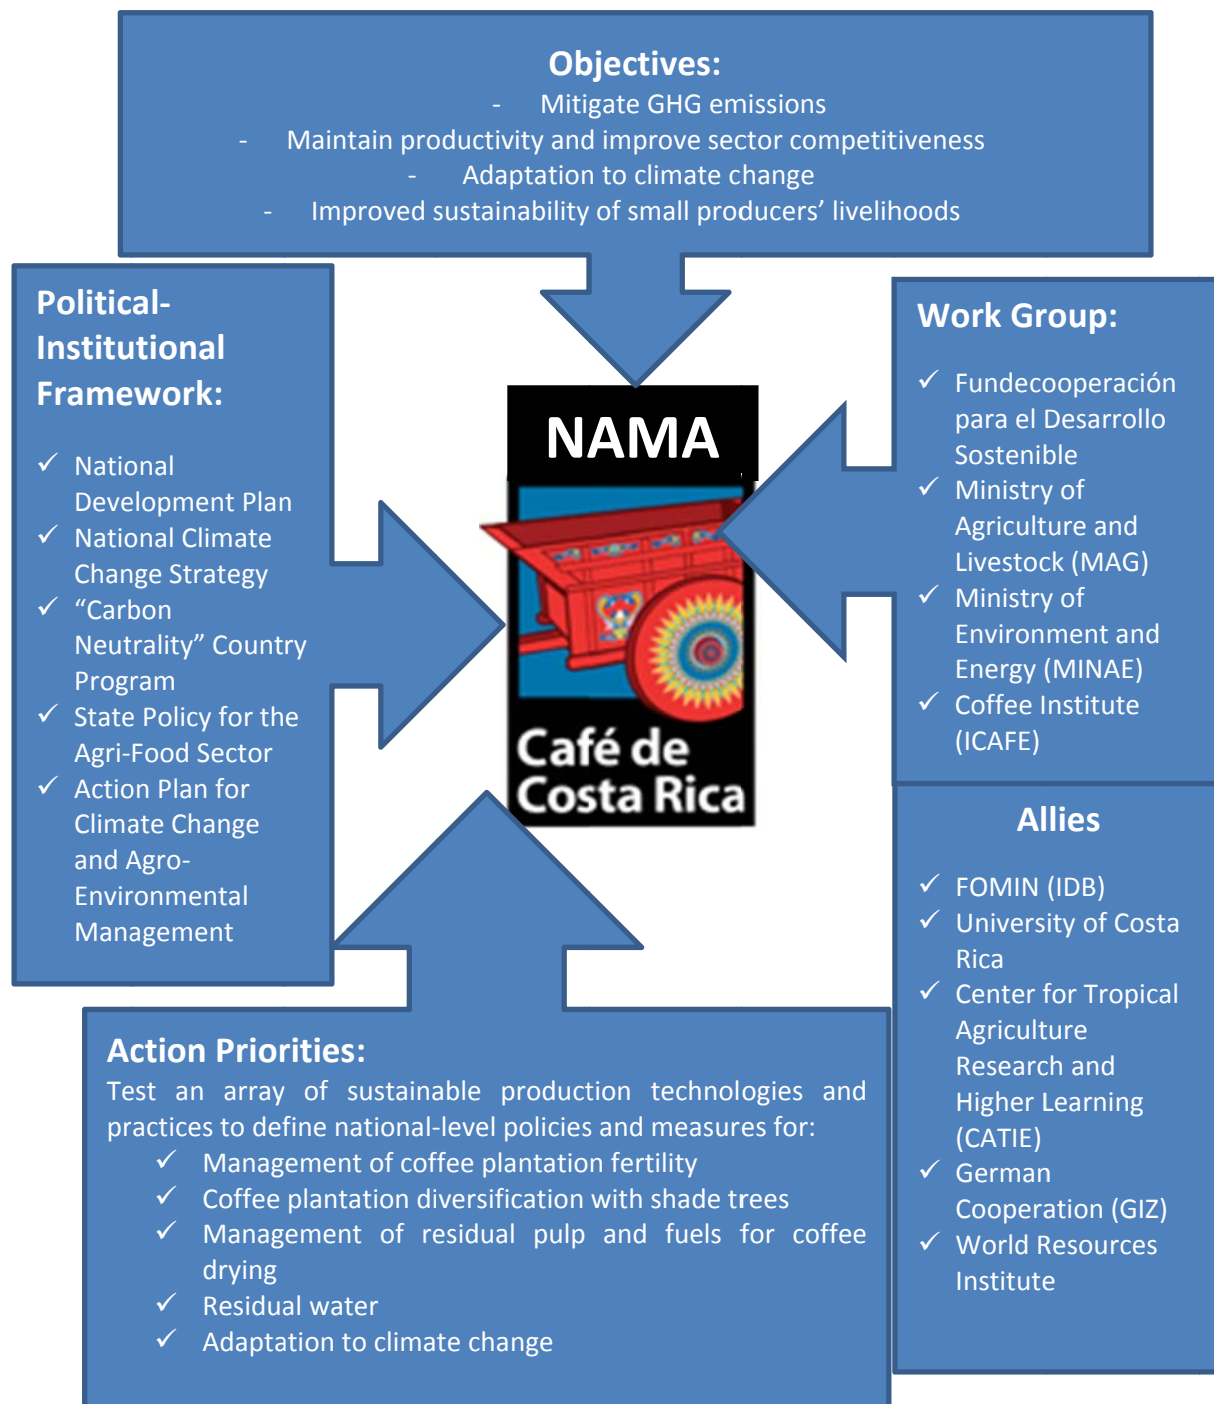 Objectives:
- Mitigate GHG emissions
- Maintain productivity and improve sector competitiveness
- Adaptation to climate change
- Improved sustainability of small producers' livelihoods
Political-
Institutional
Framework:
✓ National
Development Plan
✓ National Climate
Change Strategy
✓ “Carbon
Neutrality” Country
Program
✓ State Policy for the
Agri-Food Sector
✓ Action Plan for
Climate Change
and Agro-
Environmental
Management
NAMA
Café de
Costa Rica
Work Group:
✓ Fundecooperación
para el Desarrollo
Sostenible
✓ Ministry of
Agriculture and
Livestock (MAG)
✓ Ministry of
Environment and
Energy (MINAE)
✓ Coffee Institute
(ICAFE)
Allies
✓ FOMIN (IDB)
✓ University of Costa
Rica
✓ Center for Tropical
Agriculture
Research and
Higher Learning
(CATIE)
✓ German
Cooperation (GIZ)
✓ World Resources
Institute
Action Priorities:
Test an array of sustainable production technologies and
practices to define national-level policies and measures for:
✓ Management of coffee plantation fertility
✓ Coffee plantation diversification with shade trees
✓ Management of residual pulp and fuels for coffee
drying
✓ Residual water
✓ Adaptation to climate change